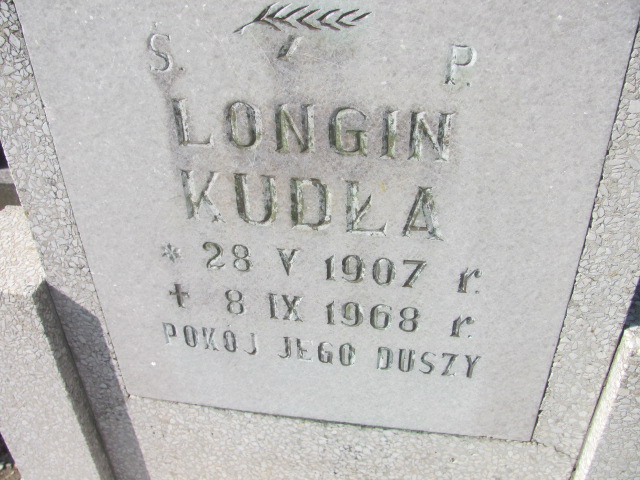 Ś. P.
LONGIN
KUDŁA
* 28 V 1907 r.
+ 8 IX 1968 r.
POKÓJ JEGO DUSZY